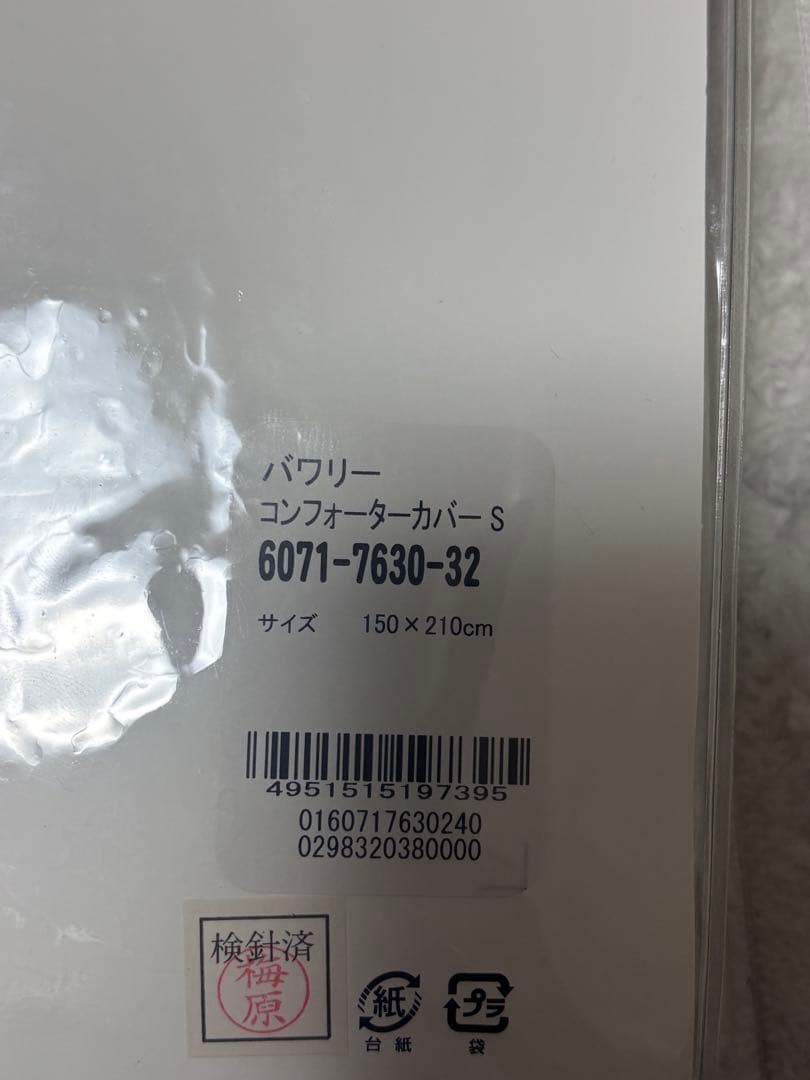 バワリー
コンフォーターカバー S
6071-7630-32
サイズ 150×210cm
4951515197395
0160717630240
0298320380000
検針済
梅原
紙
台紙
プラ
袋